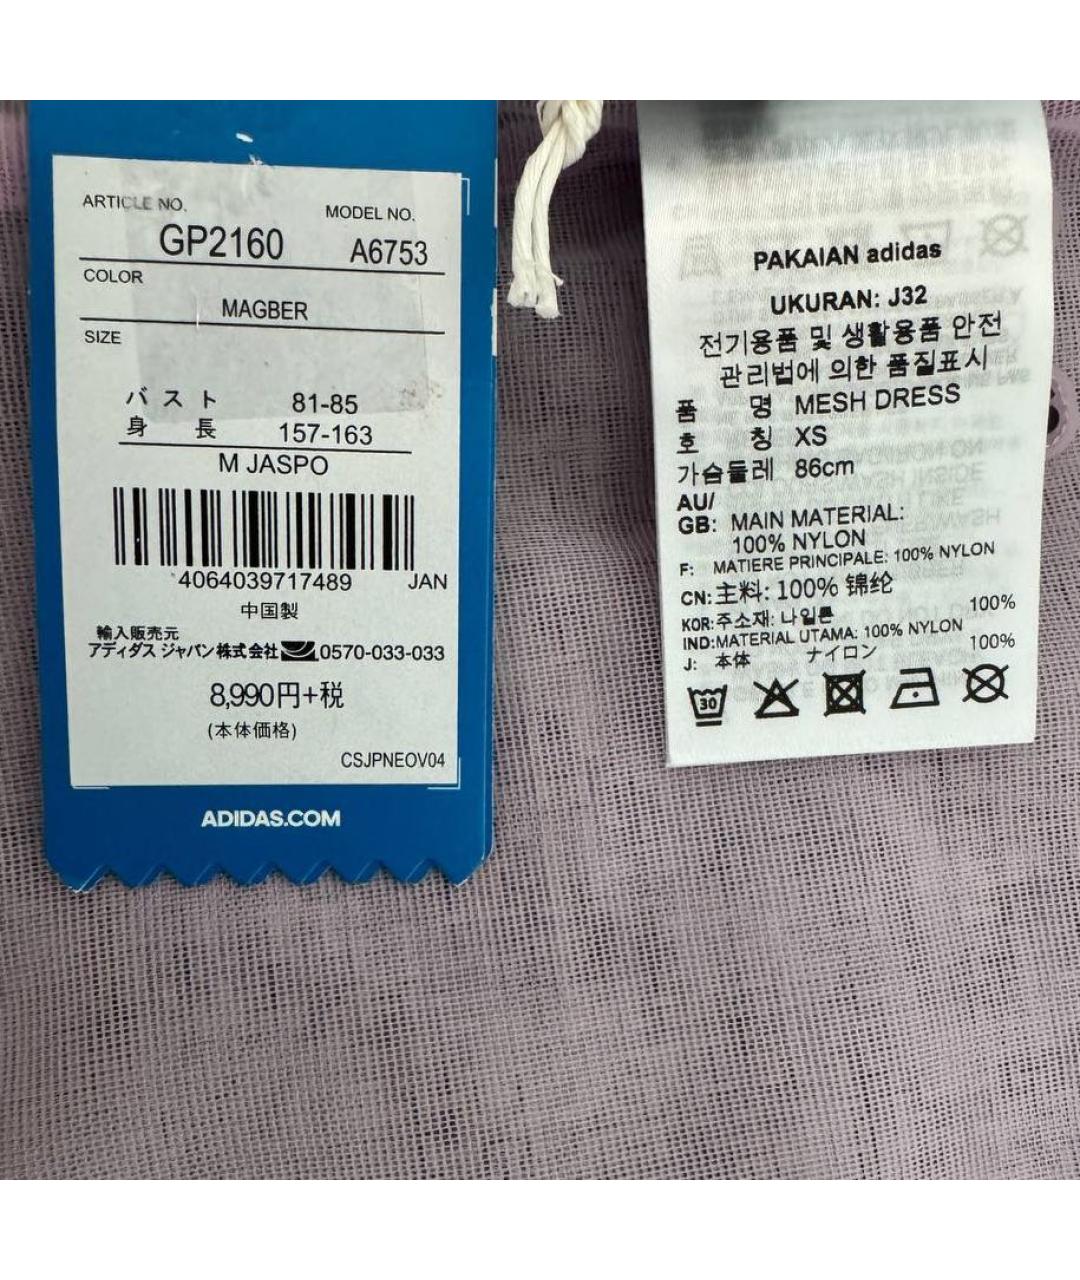 ARTICLE NO.
MODEL NO.
GP2160
A6753
COLOR
MAGBER
SIZE
バスト 81-85
身 長 157-163
M JASPO
4064039717489 JAN
中国製
輸入販売元
アディダス ジャパン株式会社 0570-033-033
8,990円+税
(本体価格)
CSJPNEOV04
ADIDAS.COM
PAKAIAN adidas
UKURAN: J32
전기용품 및 생활용품 안전
관리법에 의한 품질표시
품 명 MESH DRESS
호 칭 XS
가슴둘레 86cm
AU/
GB: MAIN MATERIAL:
100% NYLON
F: MATIERE PRINCIPALE: 100% NYLON
CN:主料: 100% 锦纶
KOR:주소재: 나일론 100%
IND:MATERIAL UTAMA: 100% NYLON
J: 本体 ナイロン 100%
30